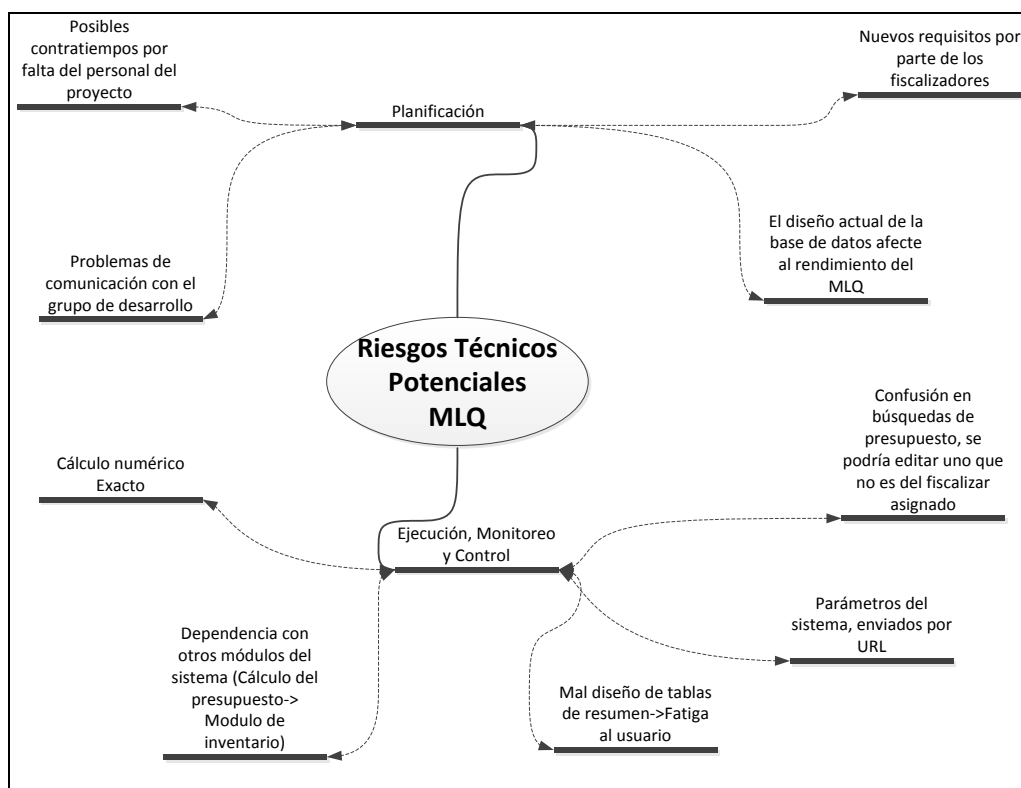 Posibles
contratiempos por
falta del personal del
proyecto
Planificación
Nuevos requisitos por
parte de los
fiscalizadores
Problemas de
comunicación con el
grupo de desarrollo
El diseño actual de la
base de datos afecte
al rendimiento del
MLQ
Riesgos Técnicos
Potenciales
MLQ
Cálculo numérico
Exacto
Confusión en
búsquedas de
presupuesto, se
podría editar uno que
no es del fiscalizar
asignado
Ejecución, Monitoreo
y Control
Dependencia con
otros módulos del
sistema (Cálculo del
presupuesto->
Modulo de
inventario)
Mal diseño de tablas
de resumen->Fatiga
al usuario
Parámetros del
sistema, enviados por
URL